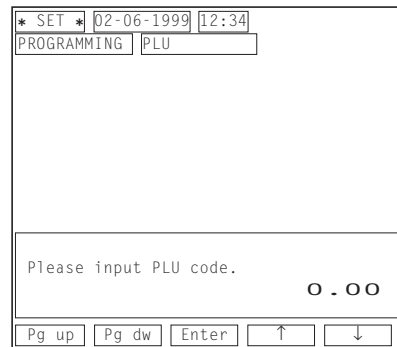 * SET * 02-06-1999 12:34
PROGRAMMING PLU
Please input PLU code.
0.00
Pg up Pg dw Enter ↑ ↓